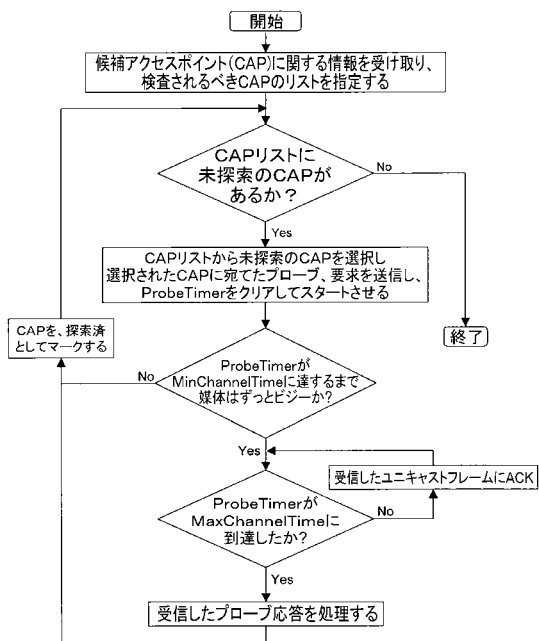 開始
候補アクセスポイント(CAP)に関する情報を受け取り、
検査されるべきCAPのリストを指定する
CAPリストに
未探索のCAPが
あるか？
No
Yes
CAPリストから未探索のCAPを選択し
選択されたCAPに宛てたプローブ、要求を送信し、
ProbeTimerをクリアしてスタートさせる
終了
CAPを、探索済
としてマークする
ProbeTimerが
MinChannelTimeに達するまで
媒体はずっとビジーか?
No
Yes
受信したユニキャストフレームにACK
ProbeTimerが
MaxChannelTimeに
到達したか?
No
Yes
受信したプローブ応答を処理する